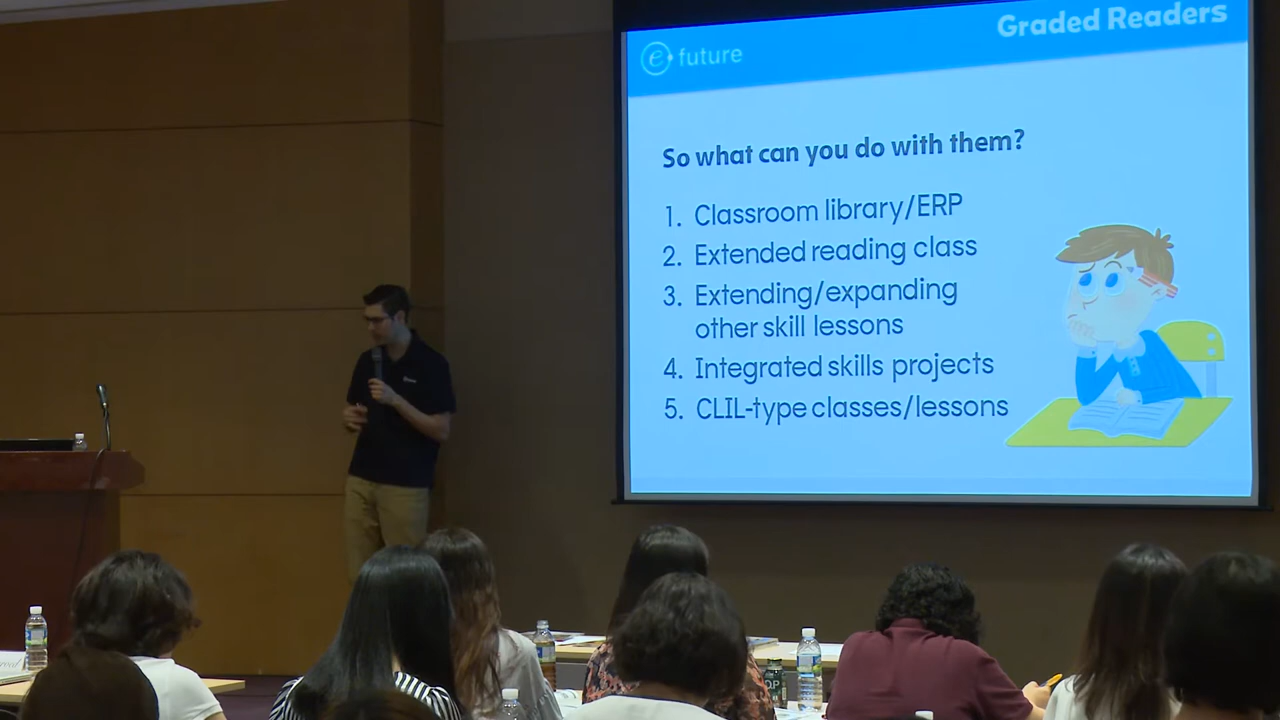 Graded Readers
e future
So what can you do with them?
1. Classroom library/ERP
2. Extended reading class
3. Extending/expanding
other skill lessons
4. Integrated skills projects
5. CLIL-type classes/lessons